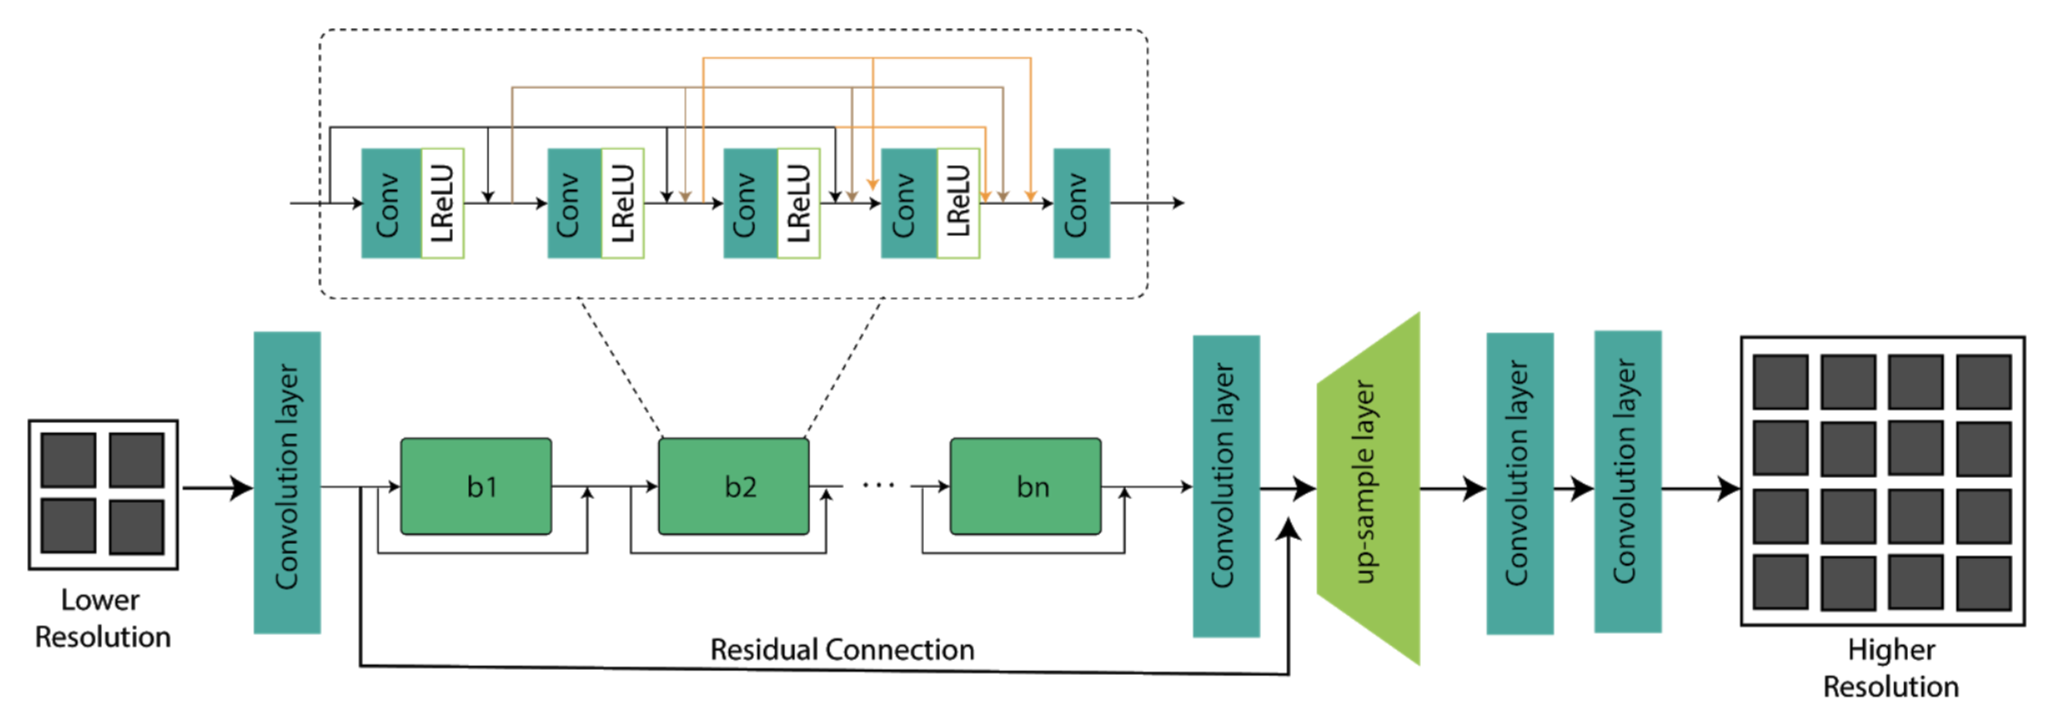 Conv
LReLU
Conv
LReLU
Conv
LReLU
Conv
LReLU
Conv
Lower
Resolution
Convolution layer
b1
b2
...
bn
Convolution layer
up-sample layer
Convolution layer
Convolution layer
Residual Connection
Higher
Resolution